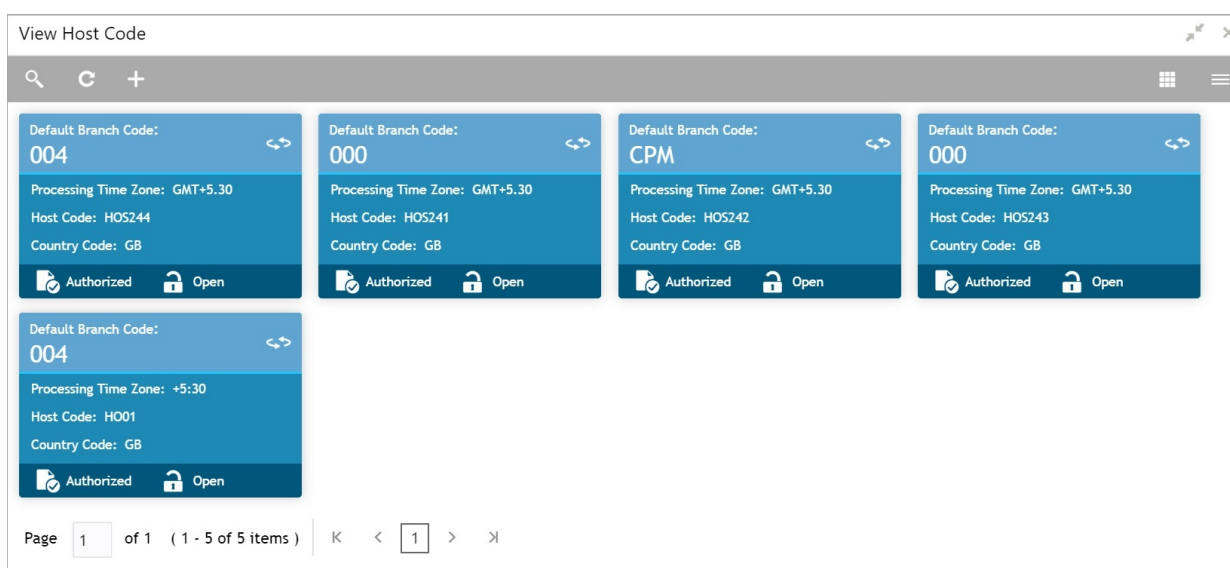 View Host Code
Default Branch Code:
004
Processing Time Zone: GMT+5.30
Host Code: HOS244
Country Code: GB
Authorized Open
Default Branch Code:
000
Processing Time Zone: GMT+5.30
Host Code: HOS241
Country Code: GB
Authorized Open
Default Branch Code:
CPM
Processing Time Zone: GMT+5.30
Host Code: HOS242
Country Code: GB
Authorized Open
Default Branch Code:
000
Processing Time Zone: GMT+5.30
Host Code: HOS243
Country Code: GB
Authorized Open
Default Branch Code:
004
Processing Time Zone: +5:30
Host Code: HO01
Country Code: GB
Authorized Open
Page 1 of 1 ( 1 - 5 of 5 items ) 1